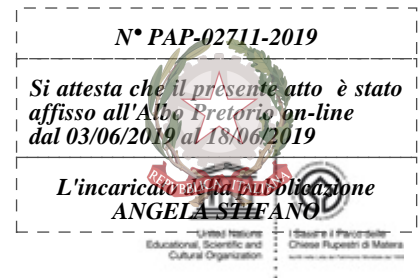 N° PAP-02711-2019
Si attesta che il presente atto è stato
affisso all'Albo Pretorio on-line
dal 03/06/2019 al 18/06/2019
L'incaricato della pubblicazione
ANGELA STIFANO
United Nations
Educational, Scientific and
Cultural Organization
I Sassi e il Parco delle
Chiese Rupestri di Matera